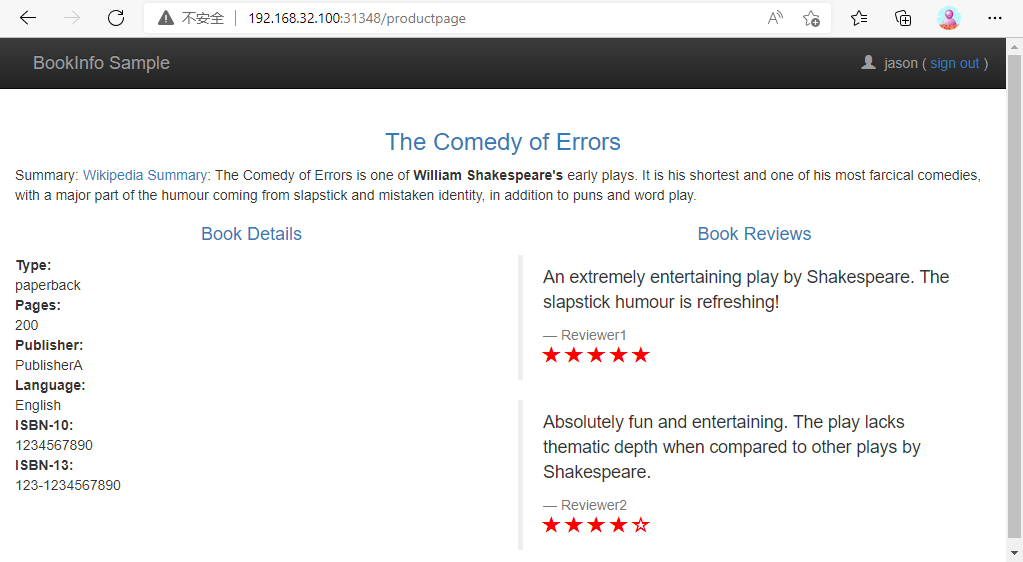 不安全 192.168.32.100:31348/productpage
BookInfo Sample
jason ( sign out )
The Comedy of Errors
Summary: Wikipedia Summary: The Comedy of Errors is one of William Shakespeare's early plays. It is his shortest and one of his most farcical comedies,
with a major part of the humour coming from slapstick and mistaken identity, in addition to puns and word play.
Book Details
Type:
paperback
Pages:
200
Publisher:
PublisherA
Language:
English
ISBN-10:
1234567890
ISBN-13:
123-1234567890
Book Reviews
An extremely entertaining play by Shakespeare. The
slapstick humour is refreshing!
— Reviewer1
★★★★★
Absolutely fun and entertaining. The play lacks
thematic depth when compared to other plays by
Shakespeare.
— Reviewer2
★★★★☆